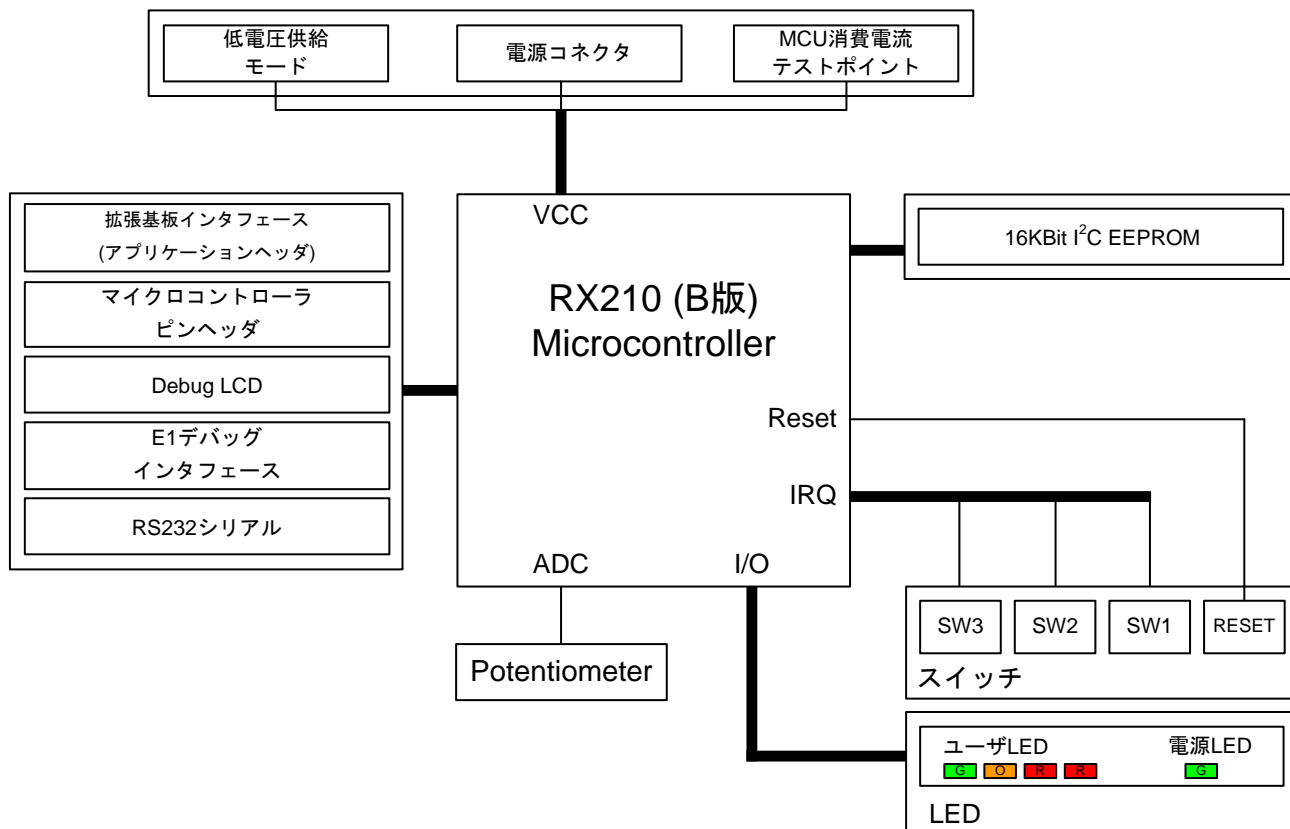 低電圧供給
モード
電源コネクタ
MCU消費電流
テストポイント
拡張基板インタフェース
(アプリケーションヘッダ)
マイクロコントローラ
ピンヘッダ
Debug LCD
E1デバッグ
インタフェース
RS232シリアル
VCC
RX210 (B版)
Microcontroller
Reset
IRQ
ADC
I/O
16KBit I²C EEPROM
Potentiometer
SW3
SW2
SW1
RESET
スイッチ
ユーザLED
電源LED
G O R R
G
LED